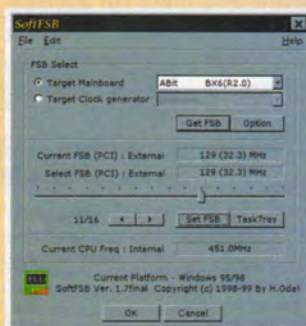 SoftFSB
File Edit Help
FSB Select
Target Mainboard ABit BX6(R2.0)
Target Clock generator
Get FSB Option
Current FSB (PCI) : External 129 (32.3) MHz
Select FSB (PCI) : External 129 (32.3) MHz
11/16 Set FSB TaskTray
Current CPU Freq : Internal 451.0MHz
Current Platform - Windows 95/98
SoftFSB Ver. 1.7final Copyright (c) 1998-99 By H.Oda!
OK Cancel